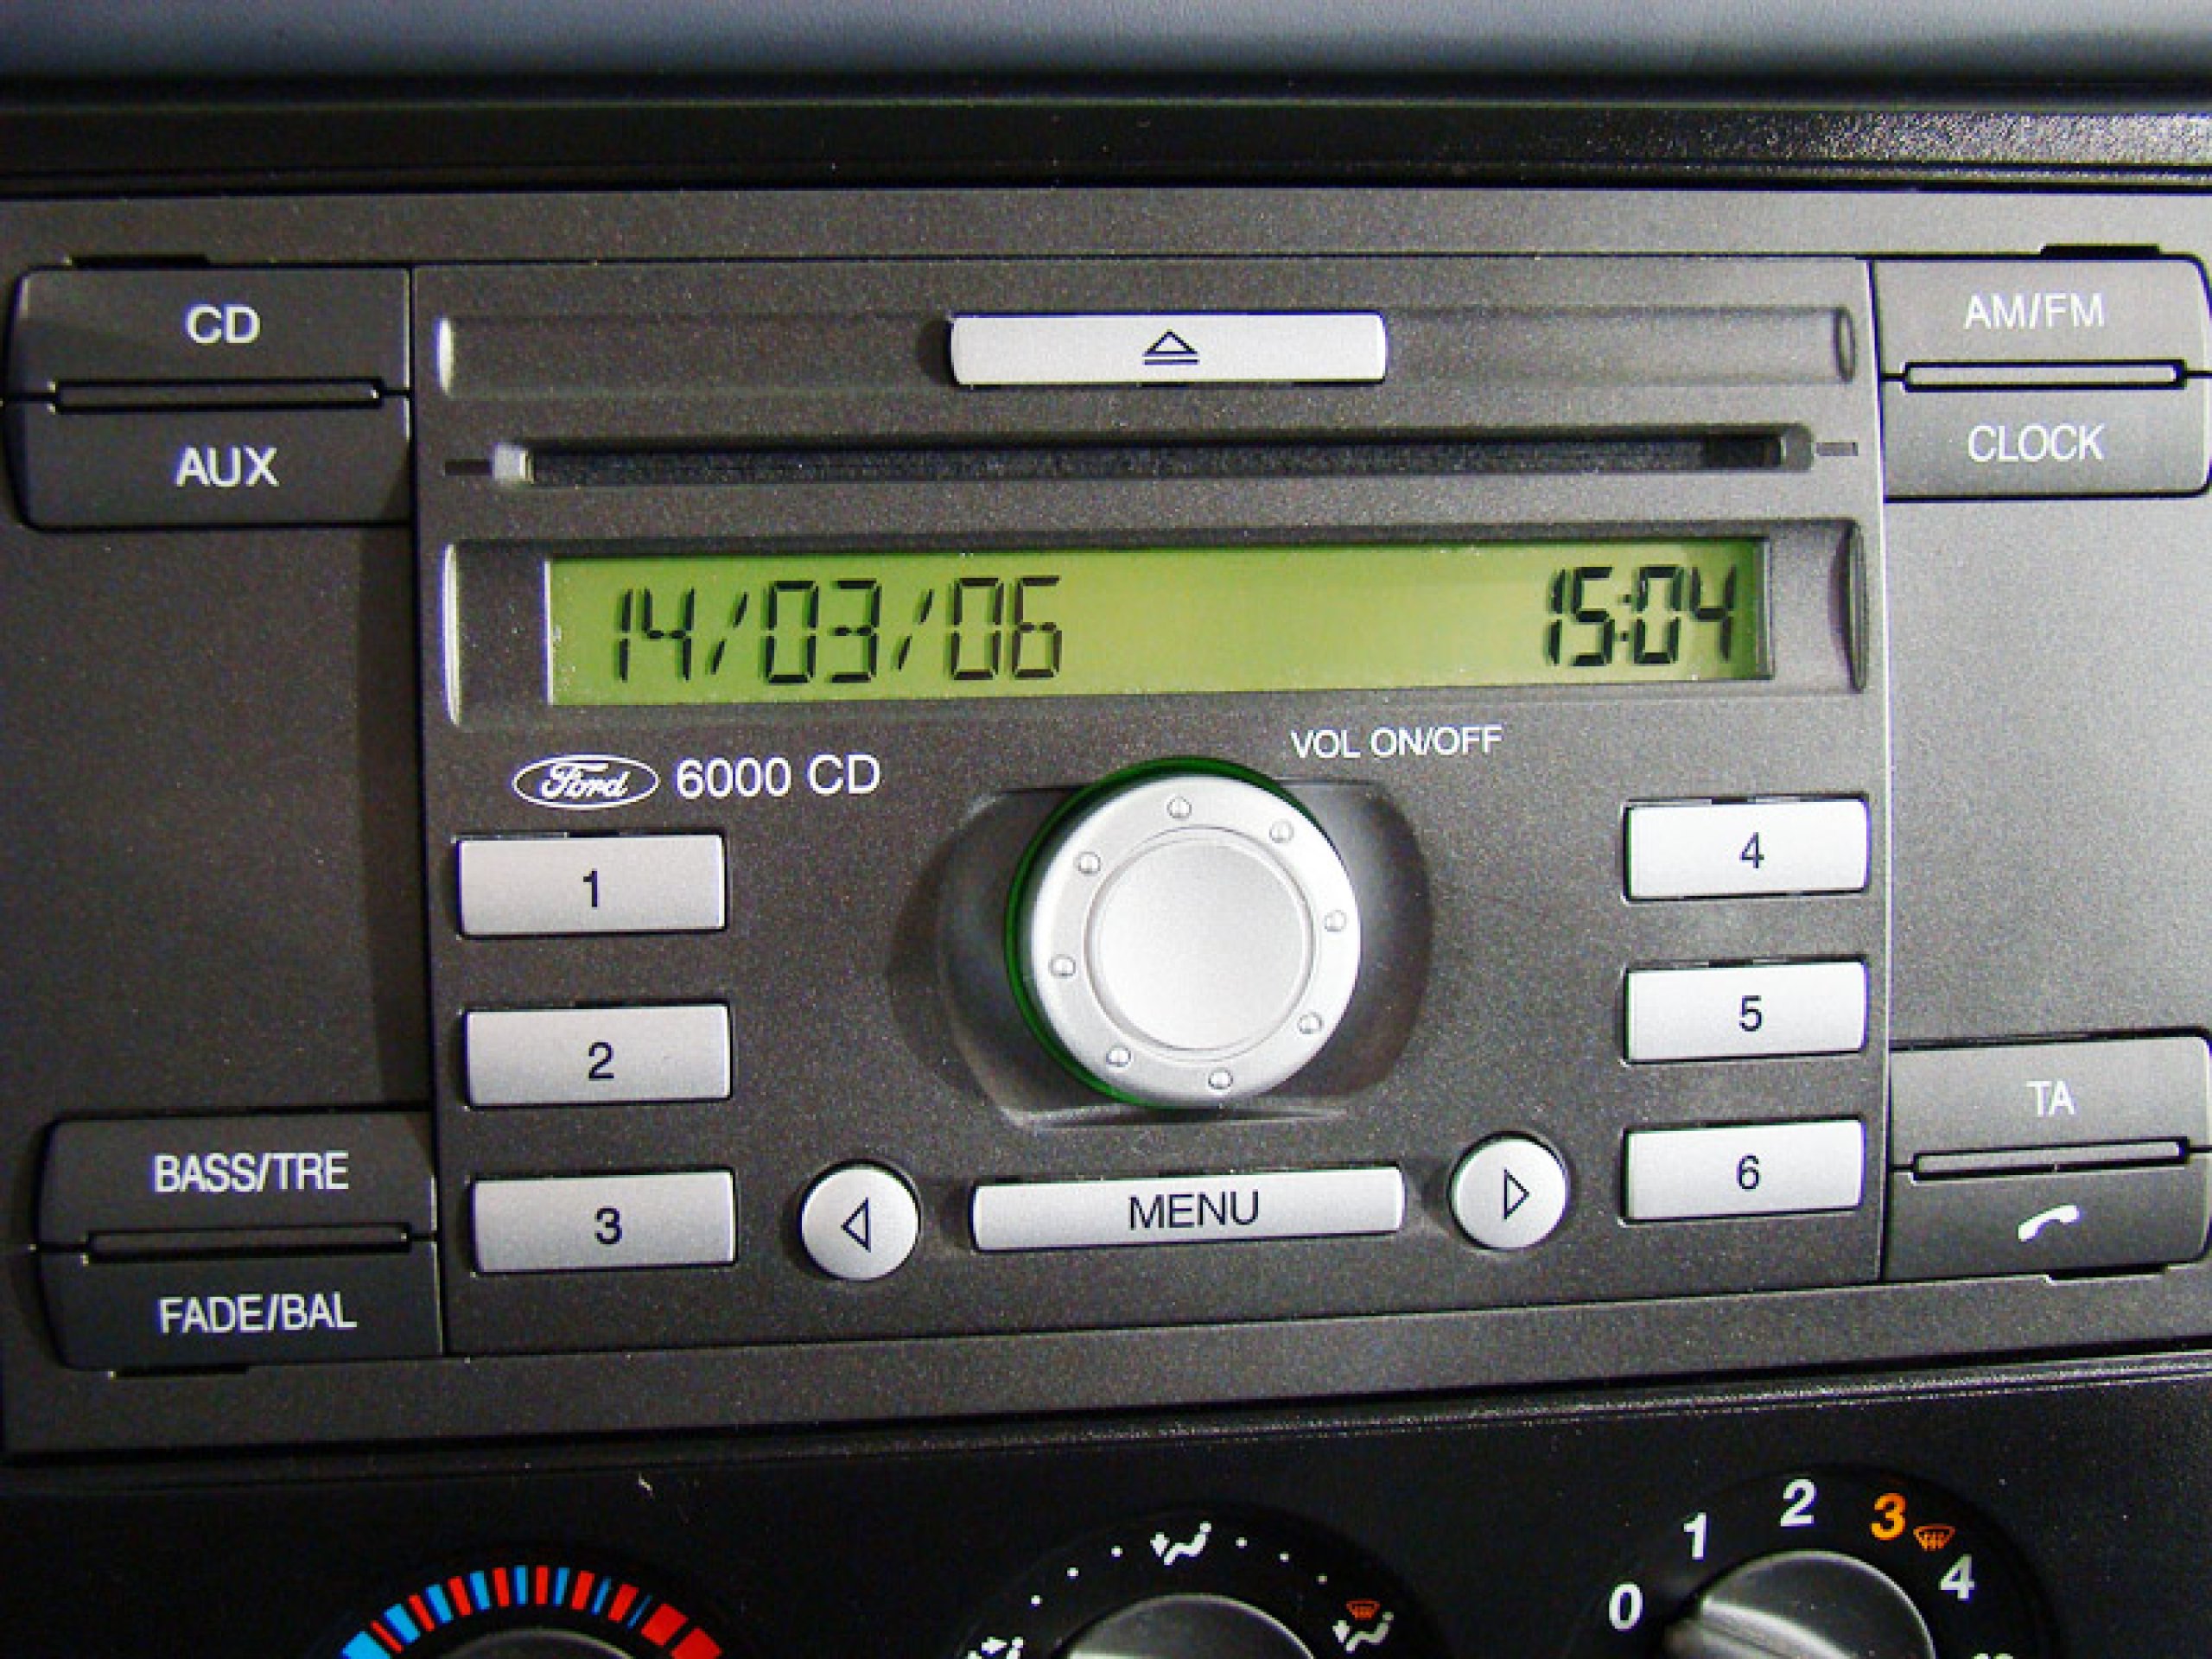 CD
AM/FM
AUX
CLOCK
14/03/06 15:04
VOL ON/OFF
Ford 6000 CD
1
4
2
5
3
6
BASS/TRE
MENU
TA
FADE/BAL
0 1 2 3 4